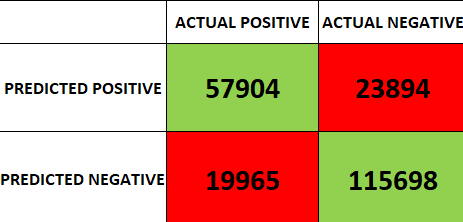 ACTUAL POSITIVE ACTUAL NEGATIVE
PREDICTED POSITIVE 57904 23894
PREDICTED NEGATIVE 19965 115698